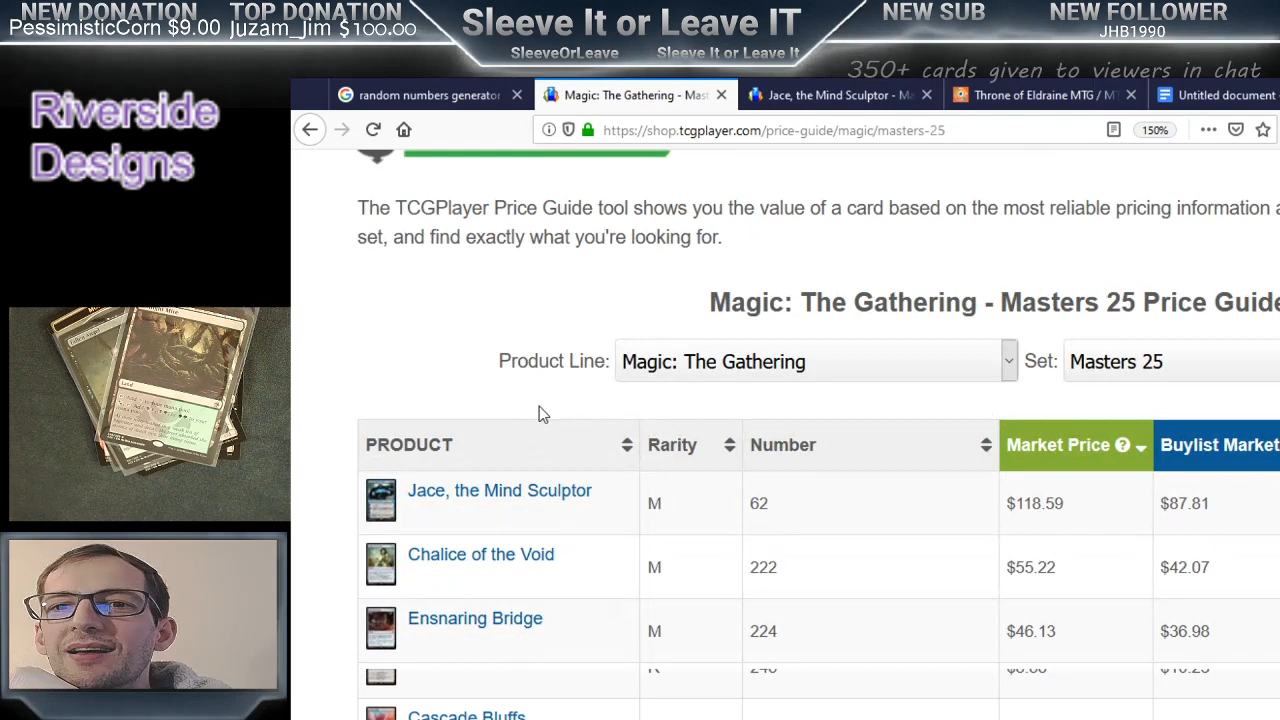 NEW DONATION
PessimisticCorn $9.00
TOP DONATION
Juzam_Jim $100.00
Sleeve It or Leave IT
SleeveOrLeave
Sleeve It or Leave It
NEW SUB
NEW FOLLOWER
JHB1990
350+ cards given to viewers in chat
Riverside
Designs
random numbers generator
Magic: The Gathering - Mast
Jace, the Mind Sculptor - Ma
Throne of Eldraine MTG / MT
Untitled document
https://shop.tcgplayer.com/price-guide/magic/masters-25
150%
The TCGPlayer Price Guide tool shows you the value of a card based on the most reliable pricing information a
set, and find exactly what you're looking for.
Magic: The Gathering - Masters 25 Price Guide
Product Line: Magic: The Gathering Set: Masters 25
PRODUCT Rarity Number Market Price Buylist Market
Jace, the Mind Sculptor M 62 $118.59 $87.81
Chalice of the Void M 222 $55.22 $42.07
Ensnaring Bridge M 224 $46.13 $36.98
Cascade Bluffs
Land